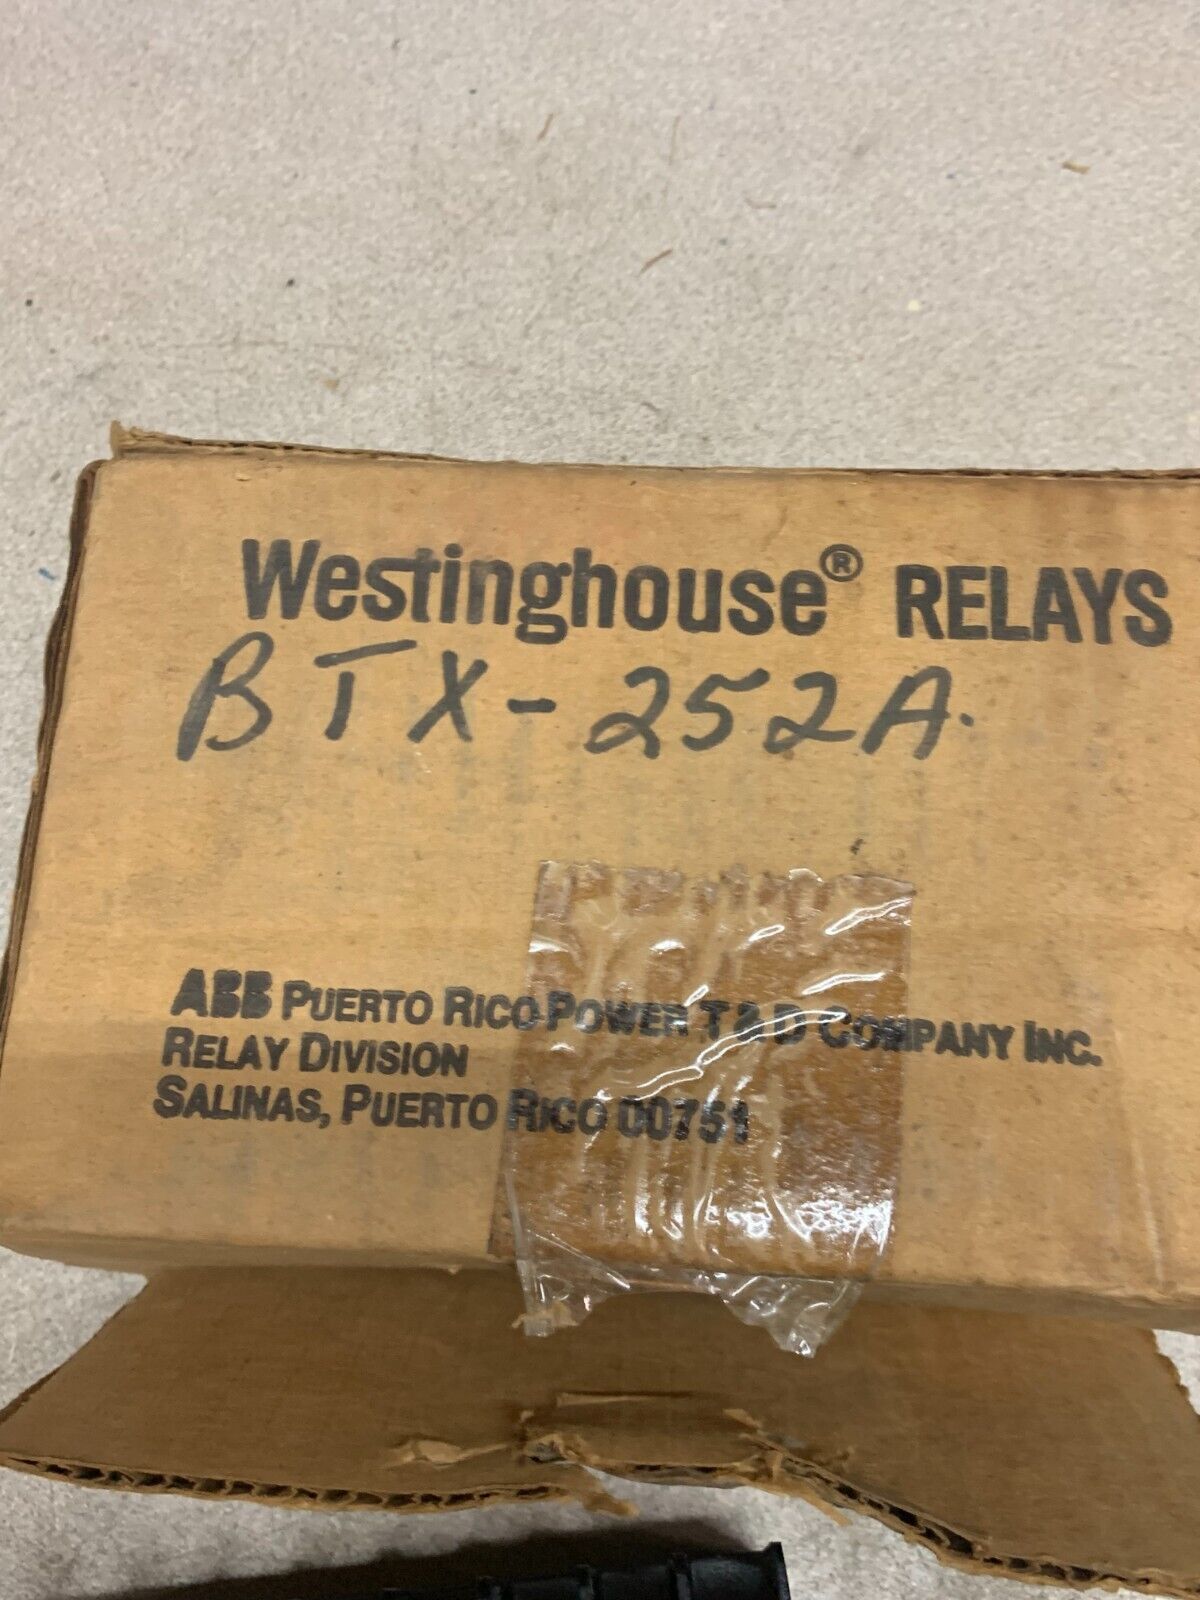 Westinghouse® RELAYS
BTX-252A.
ABB PUERTO RICO POWER T&D COMPANY INC.
RELAY DIVISION
SALINAS, PUERTO RICO 00751